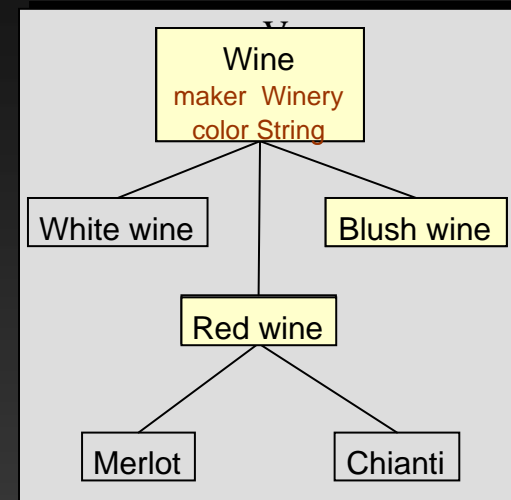 Wine
maker Winery
color String
White wine
Blush wine
Red wine
Merlot
Chianti